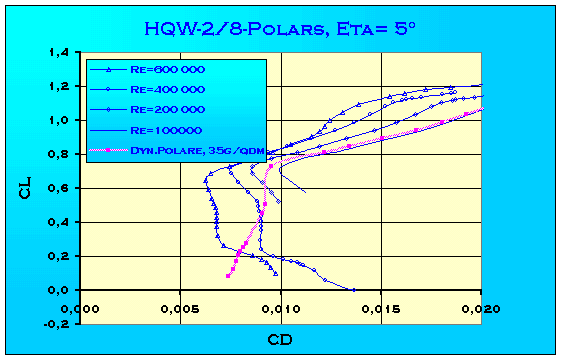 HQW-2/8-Polars, Eta= 5°
1,4
1,2
1,0
0,8
0,6
0,4
0,2
0,0
-0,2
CL
Re=600 000
Re=400 000
Re=200 000
Re=100000
Dyn.Polare, 35g/qdm
0,000
0,005
0,010
0,015
0,020
CD